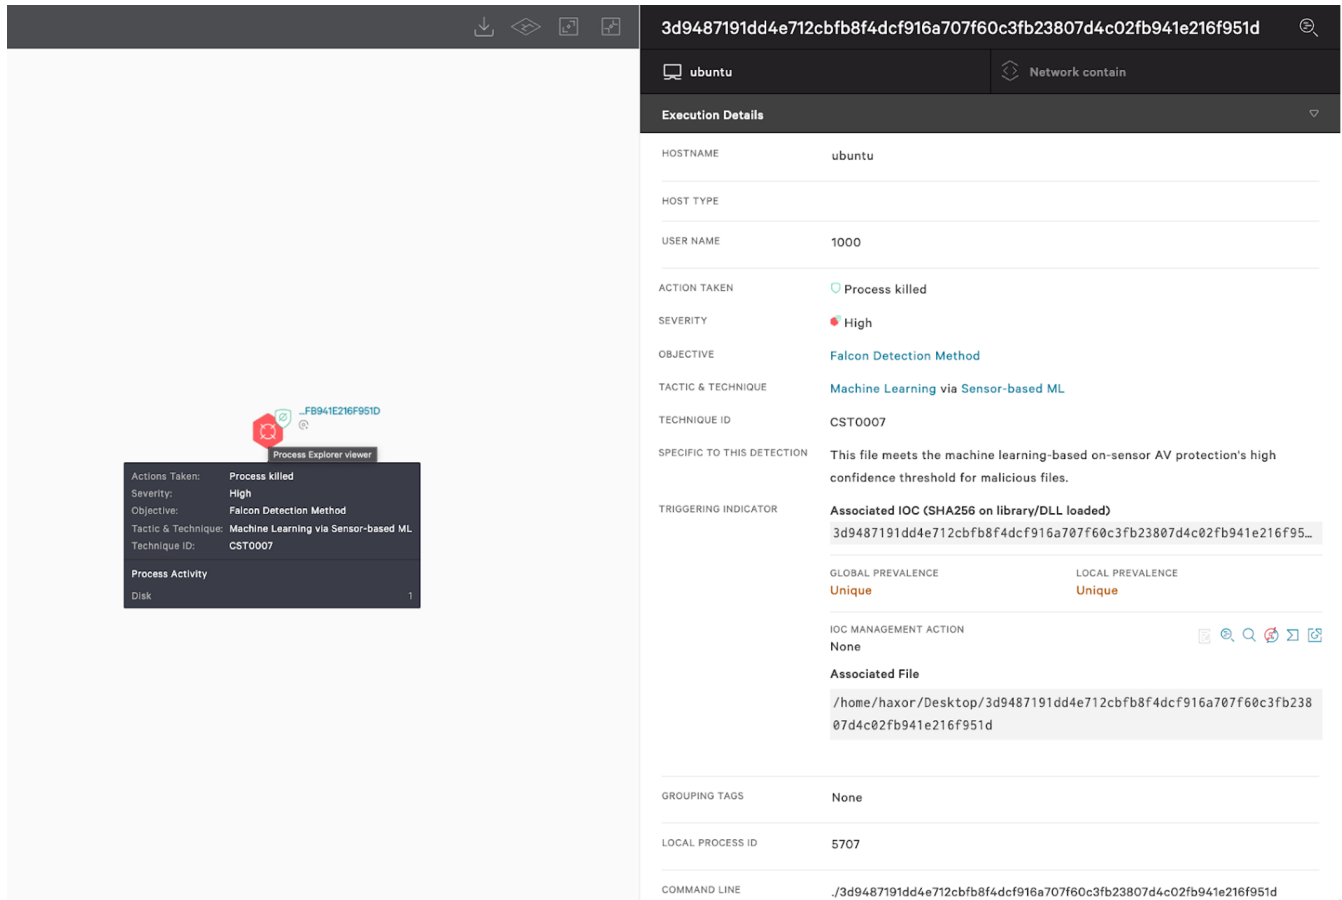 3d9487191dd4e712cbfb8f4dcf916a707f60c3fb23807d4c02fb941e216f951d
ubuntu
Network contain
Execution Details
HOSTNAME
ubuntu
HOST TYPE
USER NAME
1000
ACTION TAKEN
Process killed
SEVERITY
High
OBJECTIVE
Falcon Detection Method
TACTIC & TECHNIQUE
Machine Learning via Sensor-based ML
TECHNIQUE ID
CST0007
SPECIFIC TO THIS DETECTION
This file meets the machine learning-based on-sensor AV protection's high
confidence threshold for malicious files.
TRIGGERING INDICATOR
Associated IOC (SHA256 on library/DLL loaded)
3d9487191dd4e712cbfb8f4dcf916a707f60c3fb23807d4c02fb941e216f95…
GLOBAL PREVALENCE
Unique
LOCAL PREVALENCE
Unique
IOC MANAGEMENT ACTION
None
Associated File
/home/haxor/Desktop/3d9487191dd4e712cbfb8f4dcf916a707f60c3fb238
07d4c02fb941e216f951d
GROUPING TAGS
None
LOCAL PROCESS ID
5707
COMMAND LINE
./3d9487191dd4e712cbfb8f4dcf916a707f60c3fb23807d4c02fb941e216f951d
…FB941E216F951D
Process Explorer viewer
Actions Taken: Process killed
Severity: High
Objective: Falcon Detection Method
Tactic & Technique: Machine Learning via Sensor-based ML
Technique ID: CST0007
Process Activity
Disk 1